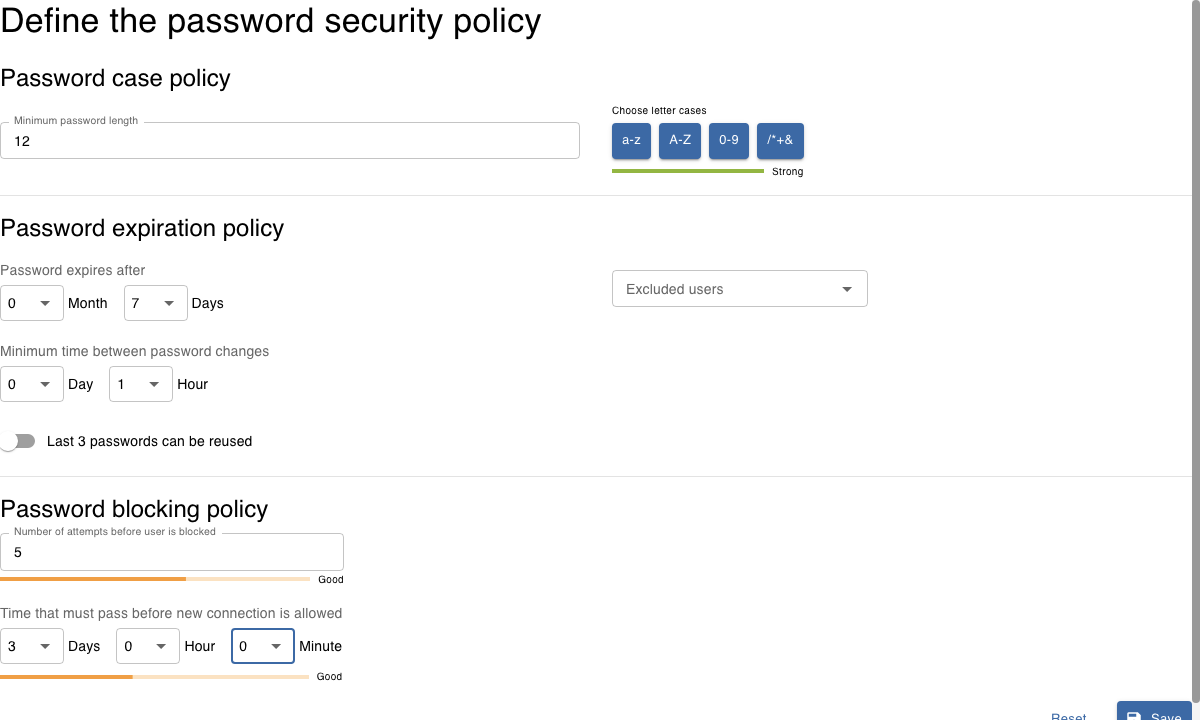 Define the password security policy
Password case policy
Minimum password length
12
Choose letter cases
a-z A-Z 0-9 /*+&
Strong
Password expiration policy
Password expires after
0 Month 7 Days
Excluded users
Minimum time between password changes
0 Day 1 Hour
Last 3 passwords can be reused
Password blocking policy
Number of attempts before user is blocked
5
Good
Time that must pass before new connection is allowed
3 Days 0 Hour 0 Minute
Good
Reset Save